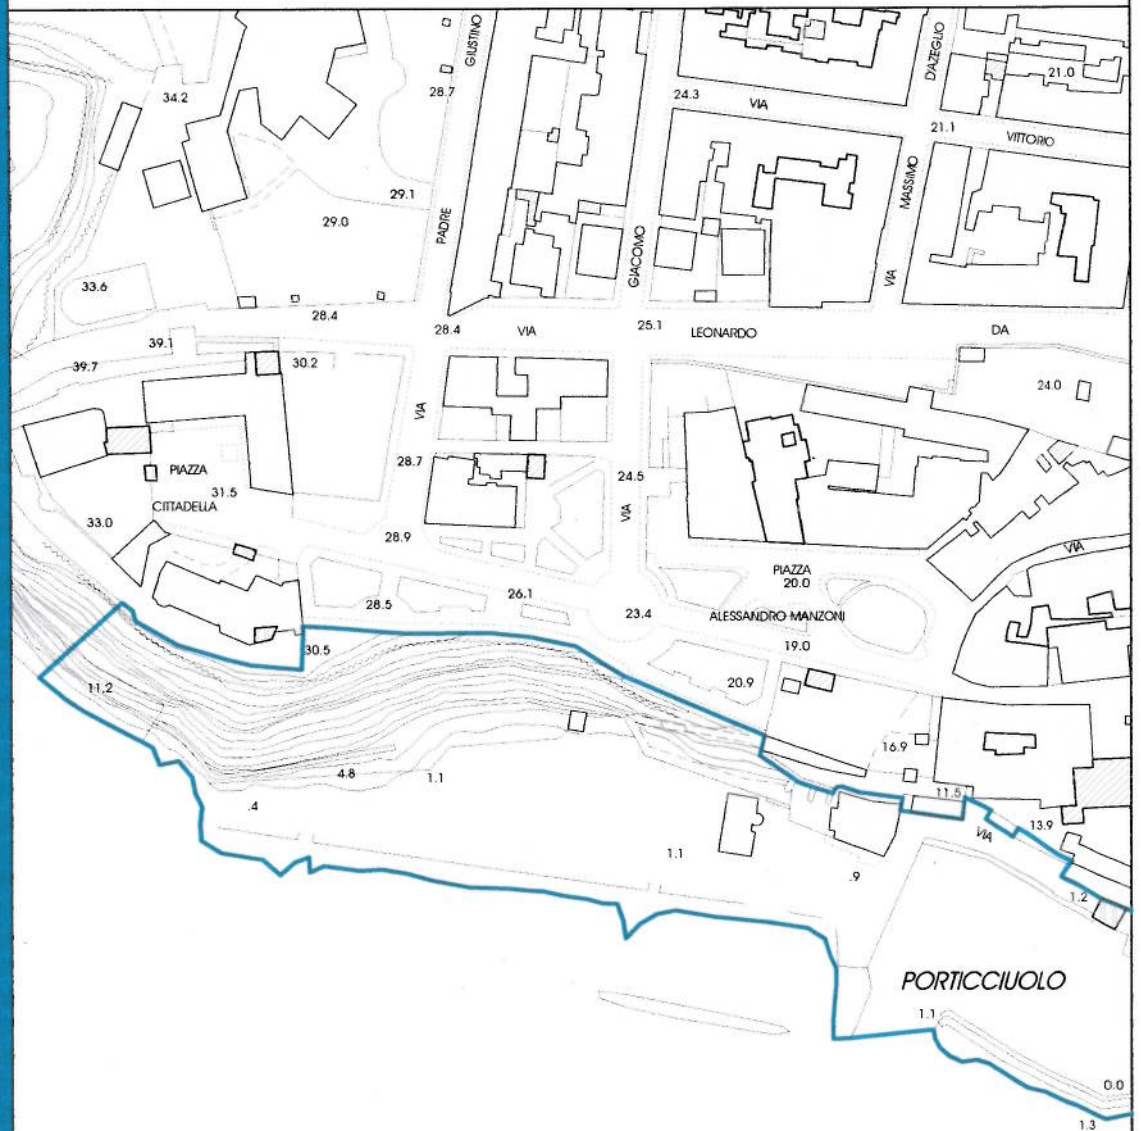 GIUSTINO
D'AZEGLIO
28.7
34.2
24.3
VIA
21.0
21.1
VITTORIO
29.1
29.0
PADRE
MASSIMO
GIACOMO
VIA
33.6
28.4
28.4
VIA
25.1
LEONARDO
DA
39.1
39.7
30.2
24.0
VIA
28.7
PIAZZA
31.5
CITTADELLA
24.5
VIA
33.0
28.9
VIA
PIAZZA
20.0
26.1
28.5
23.4
ALESSANDRO MANZONI
19.0
30.5
20.9
11.2
16.9
4.8
1.1
11.5
.4
13.9
VIA
1.1
.9
1.2
PORTICCIUOLO
1.1
0.0
1.3